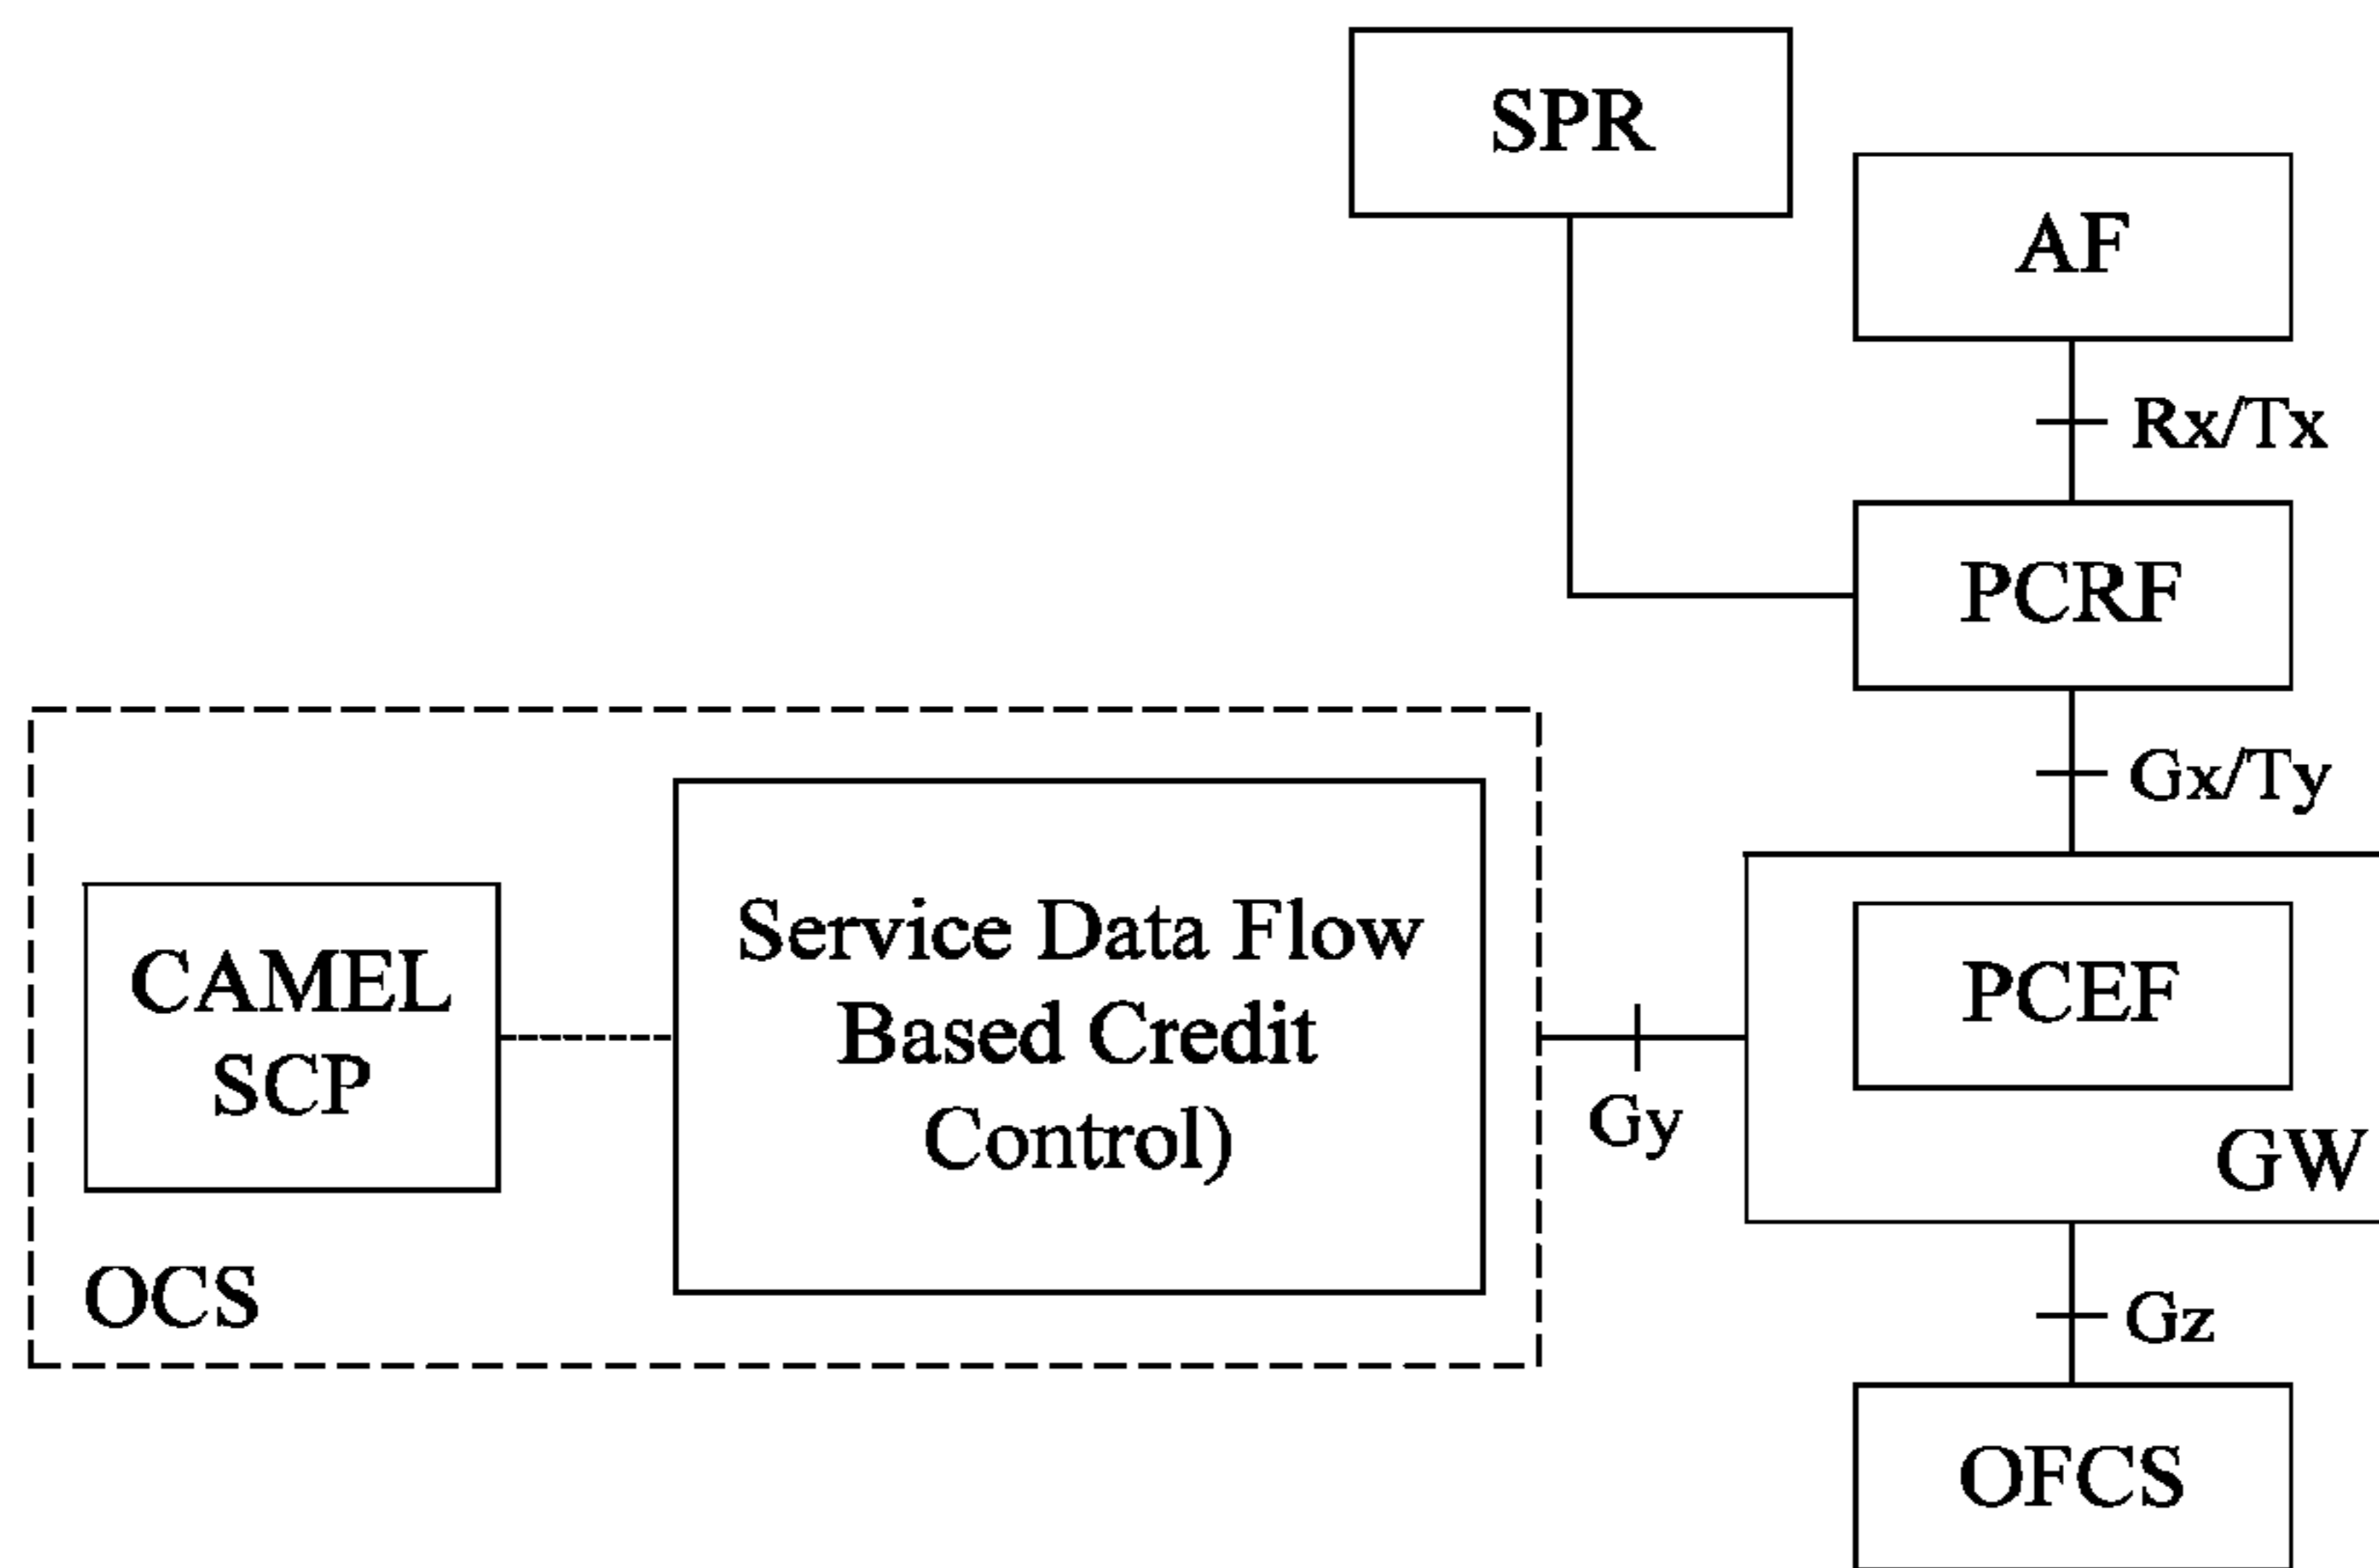 SPR
AF
Rx/Tx
PCRF
Gx/Ty
CAMEL
SCP
Service Data Flow
Based Credit
Control)
OCS
Gy
PCEF
GW
Gz
OFCS